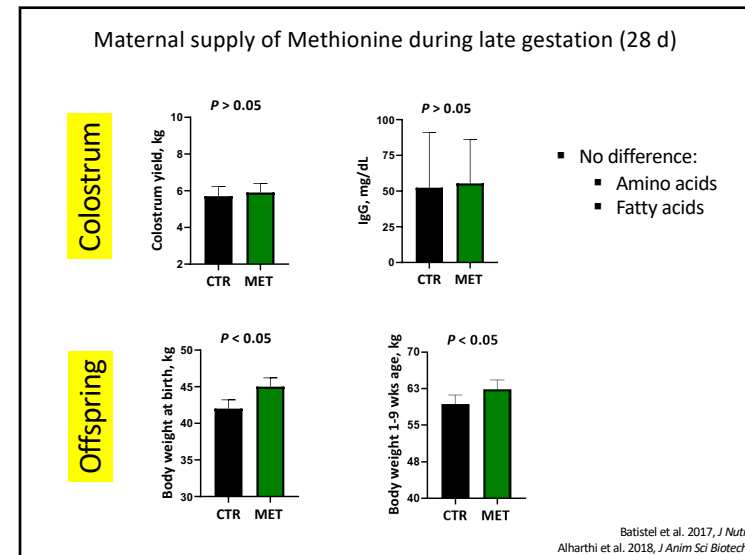 Maternal supply of Methionine during late gestation (28 d)
Colostrum
P > 0.05
Colostrum yield, kg
10
8
6
4
2
CTR MET
P > 0.05
IgG, mg/dL
100
75
50
25
0
CTR MET
▪ No difference:
▪ Amino acids
▪ Fatty acids
Offspring
P < 0.05
Body weight at birth, kg
50
45
40
35
30
CTR MET
P < 0.05
Body weight 1-9 wks age, kg
70
63
55
48
40
CTR MET
Batistel et al. 2017, J Nutr
Alharthi et al. 2018, J Anim Sci Biotech